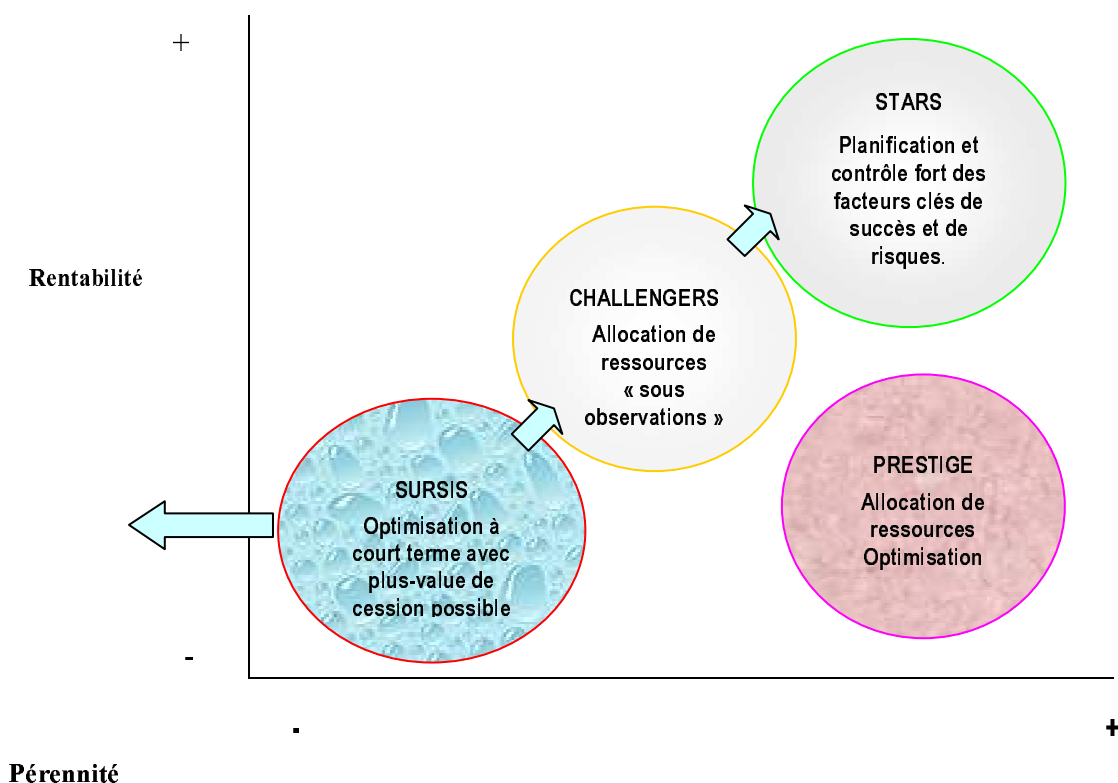 +
STARS
Planification et
contrôle fort des
facteurs clés de
succès et de
risques.
Rentabilité
CHALLENGERS
Allocation de
ressources
« sous
observations »
PRESTIGE
Allocation de
ressources
Optimisation
SURSIS
Optimisation à
court terme avec
plus-value de
cession possible
-
-
+
Pérennité